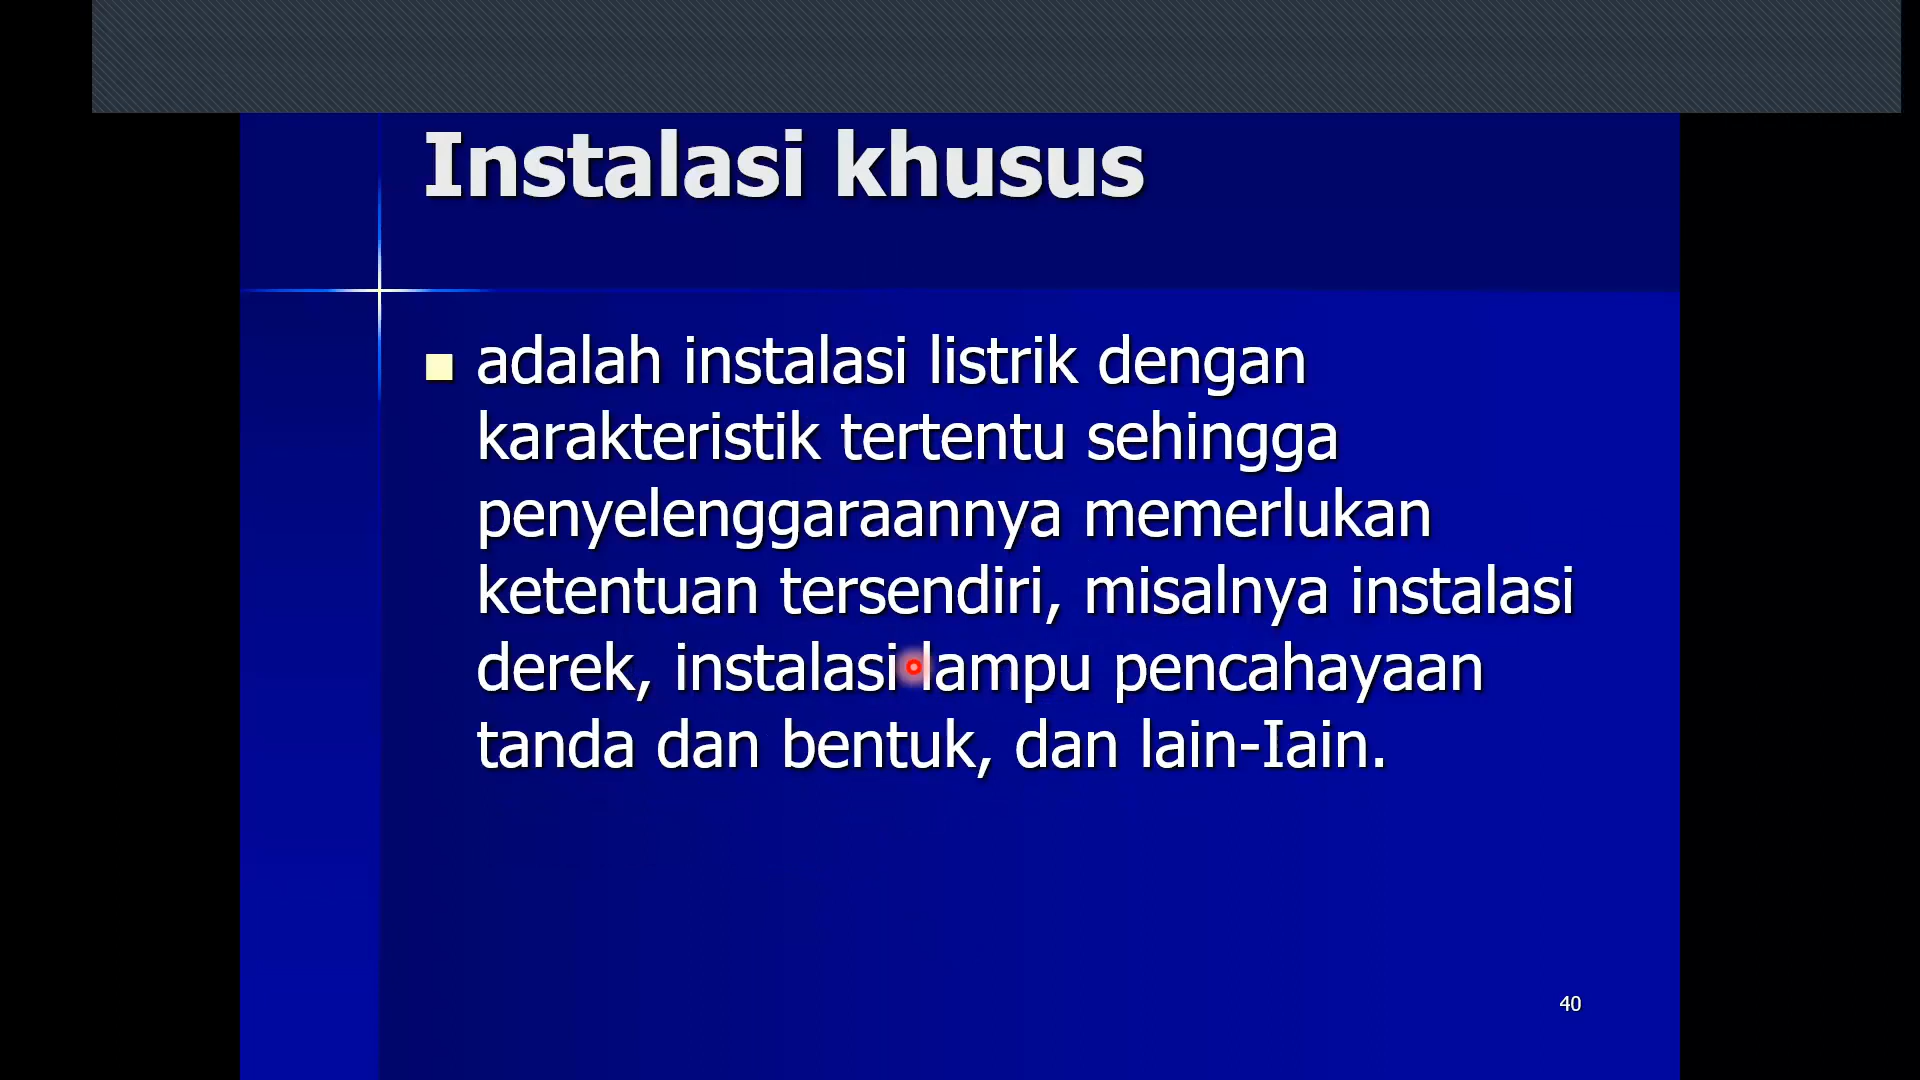 Instalasi khusus
adalah instalasi listrik dengan
karakteristik tertentu sehingga
penyelenggaraannya memerlukan
ketentuan tersendiri, misalnya instalasi
derek, instalasi lampu pencahayaan
tanda dan bentuk, dan lain-Iain.
40